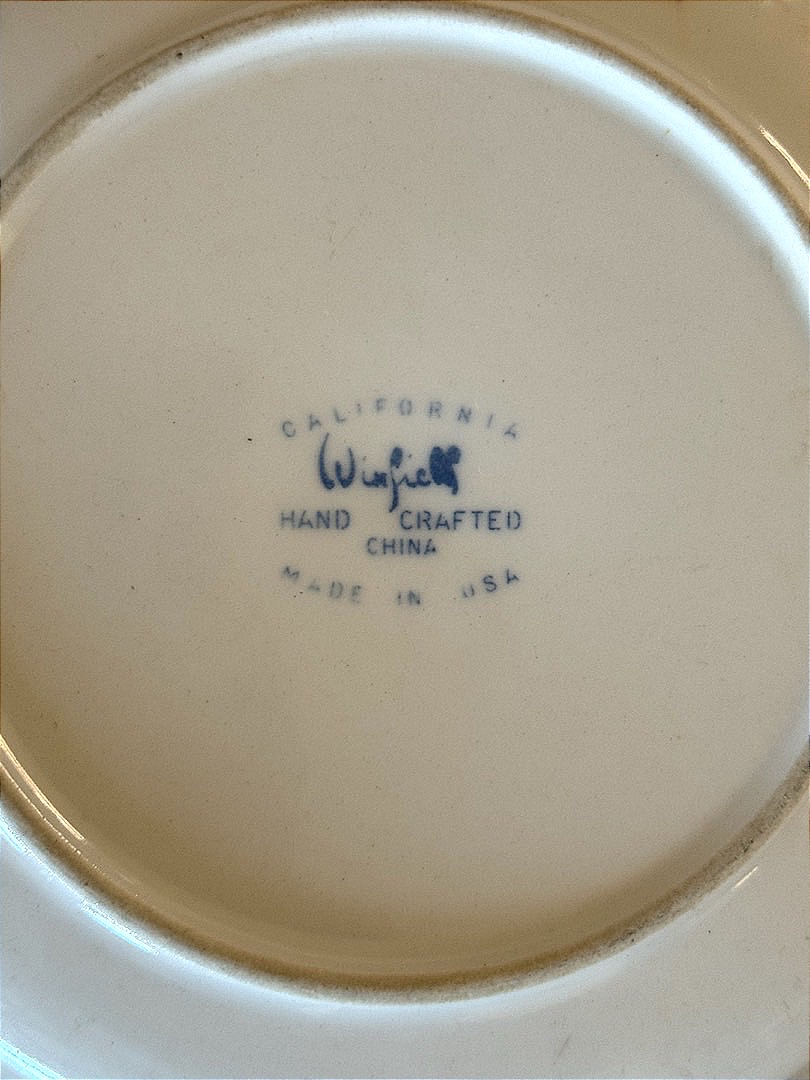 CALIFORNIA
Winfield
HAND CRAFTED
CHINA
MADE IN USA